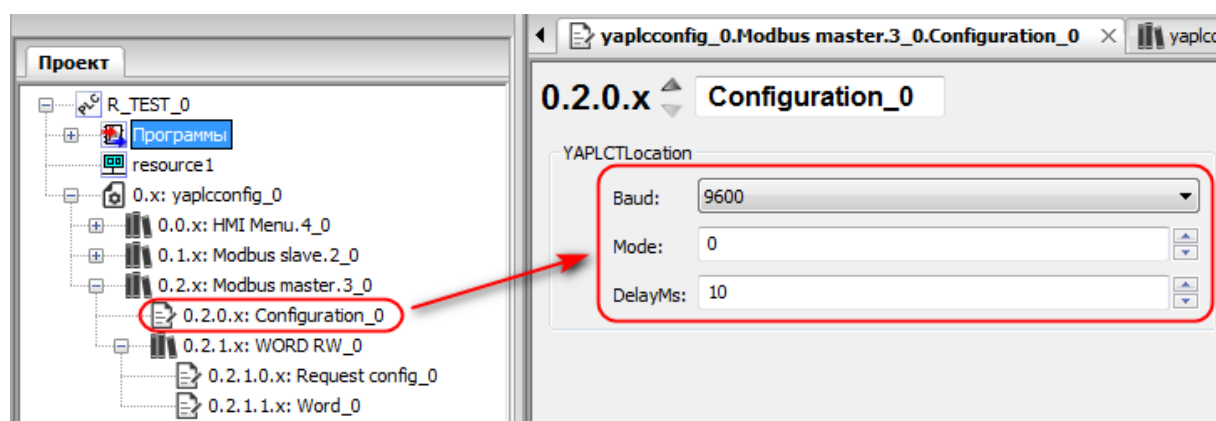 Проект
R_TEST_0
Программы
resource1
0.x: yaplcconfig_0
0.0.x: HMI Menu.4_0
0.1.x: Modbus slave.2_0
0.2.x: Modbus master.3_0
0.2.0.x: Configuration_0
0.2.1.x: WORD RW_0
0.2.1.0.x: Request config_0
0.2.1.1.x: Word_0
yaplcconfig_0.Modbus master.3_0.Configuration_0
yaplcc
0.2.0.x Configuration_0
YAPLCTLocation
Baud: 9600
Mode: 0
DelayMs: 10